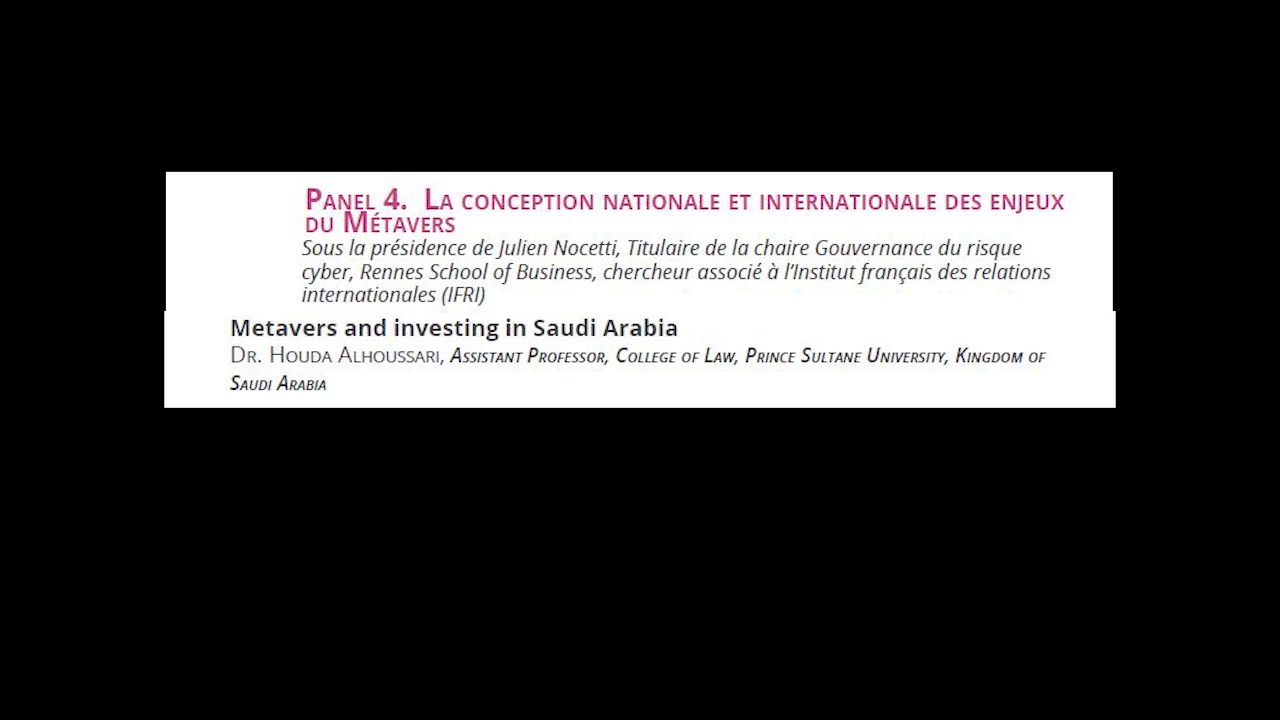 Panel 4. La conception nationale et internationale des enjeux
du Métavers
Sous la présidence de Julien Nocetti, Titulaire de la chaire Gouvernance du risque
cyber, Rennes School of Business, chercheur associé à l'Institut français des relations
internationales (IFRI)
Metavers and investing in Saudi Arabia
Dr. Houda Alhoussari, Assistant Professor, College of Law, Prince Sultane University, Kingdom of
Saudi Arabia